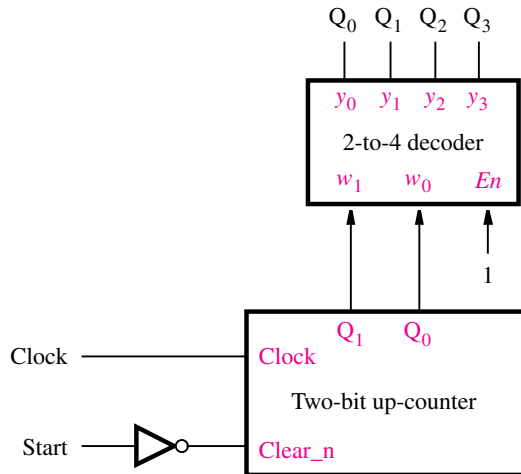 Q₀ Q₁ Q₂ Q₃
y₀ y₁ y₂ y₃
2-to-4 decoder
w₁ w₀ En
1
Q₁ Q₀
Clock Clock
Two-bit up-counter
Start Clear_n